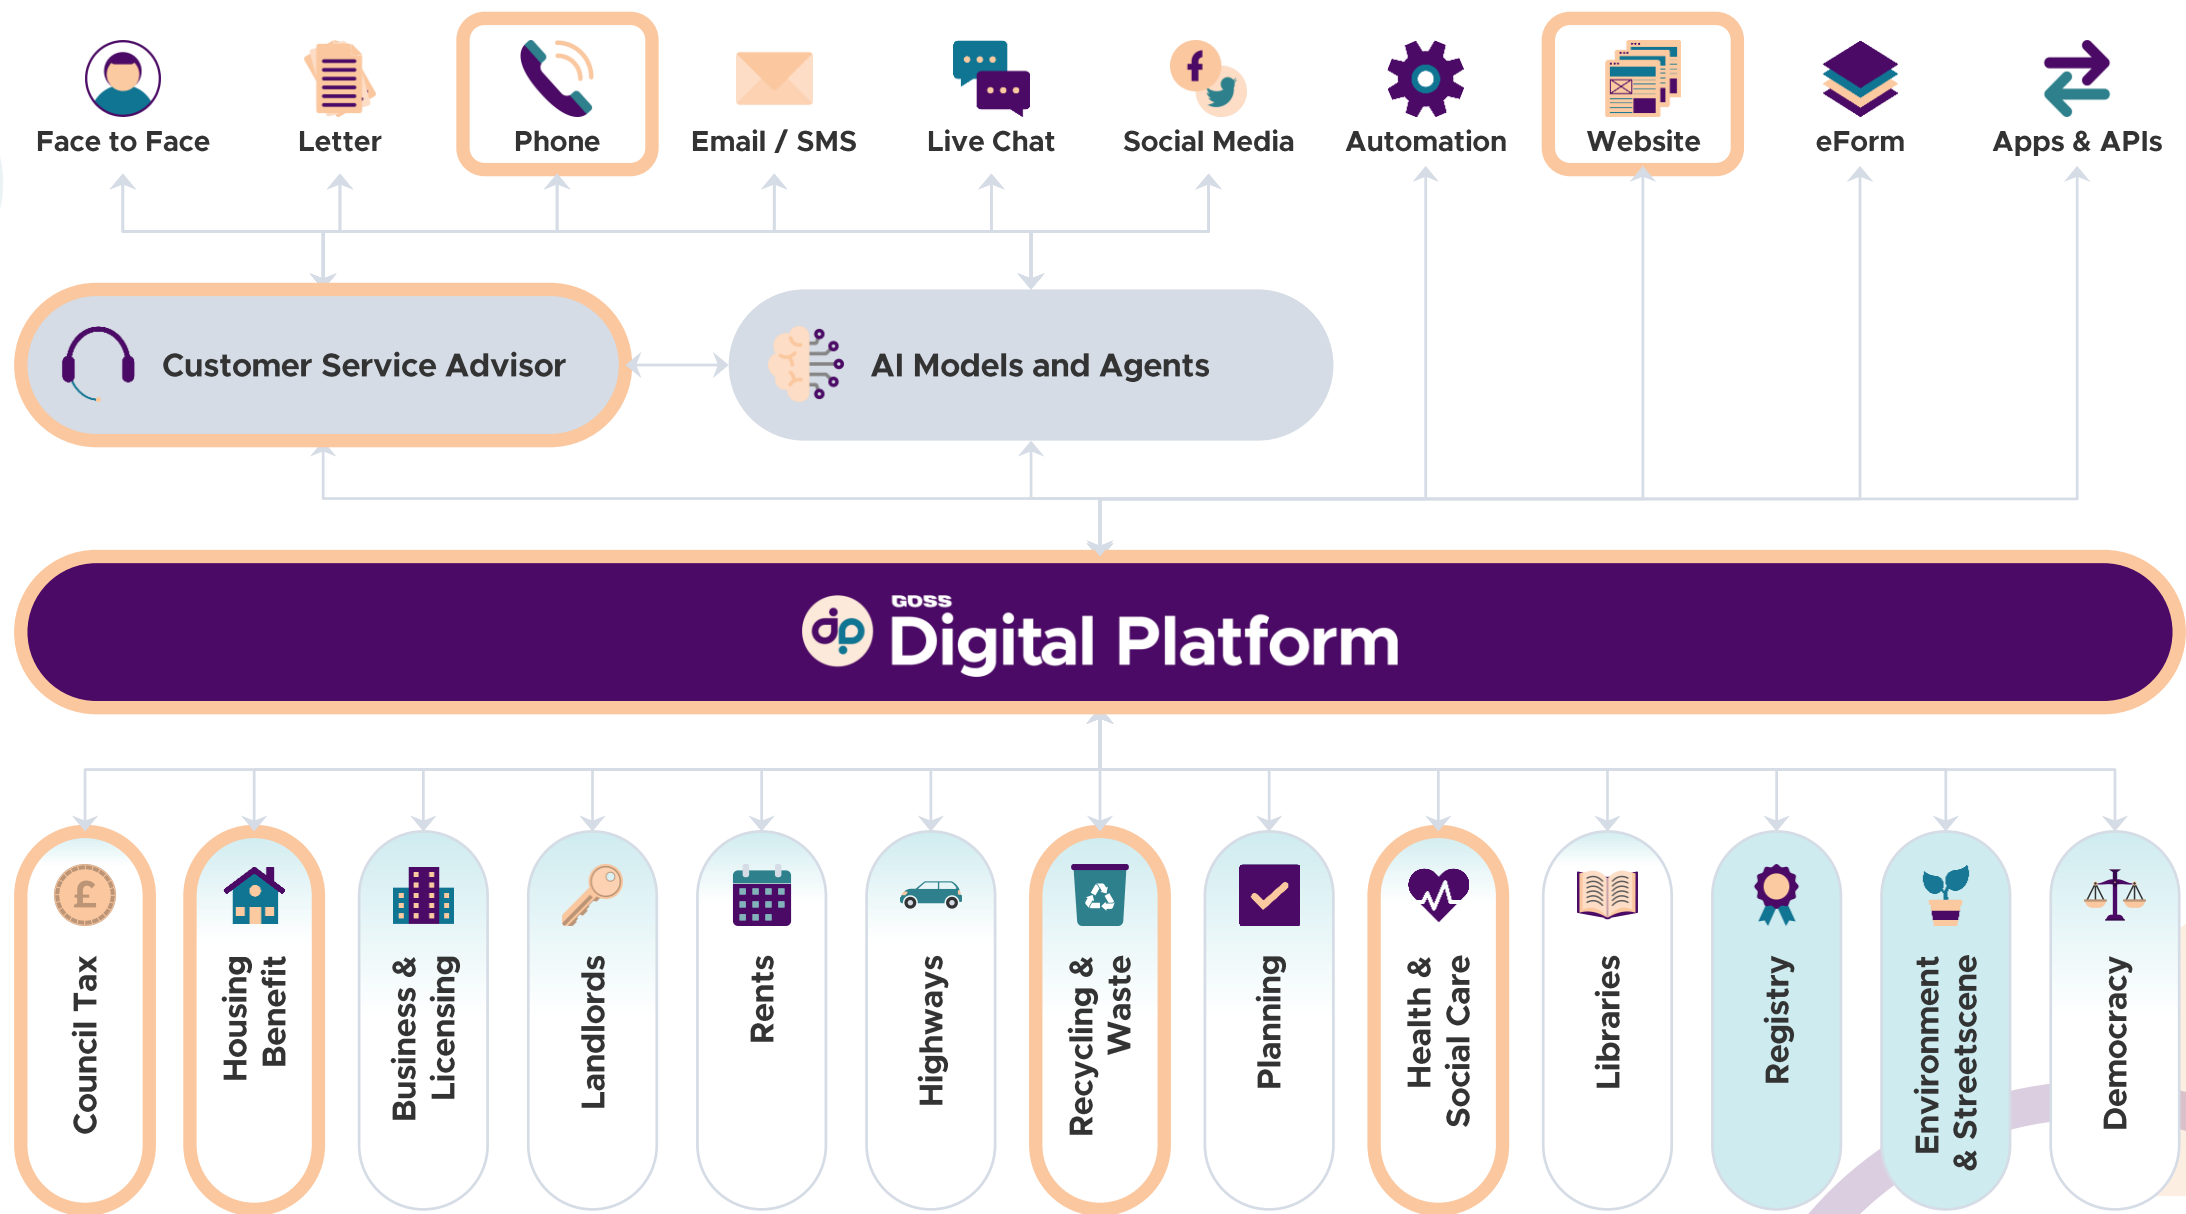 Face to Face
Letter
Phone
Email / SMS
Live Chat
Social Media
Automation
Website
eForm
Apps & APIs
Customer Service Advisor
AI Models and Agents
dp
GOSS
Digital Platform
£
Council Tax
Housing
Benefit
Business &
Licensing
Landlords
Rents
Highways
Recycling &
Waste
Planning
Health &
Social Care
Libraries
Registry
Environment
& Streetscene
Democracy